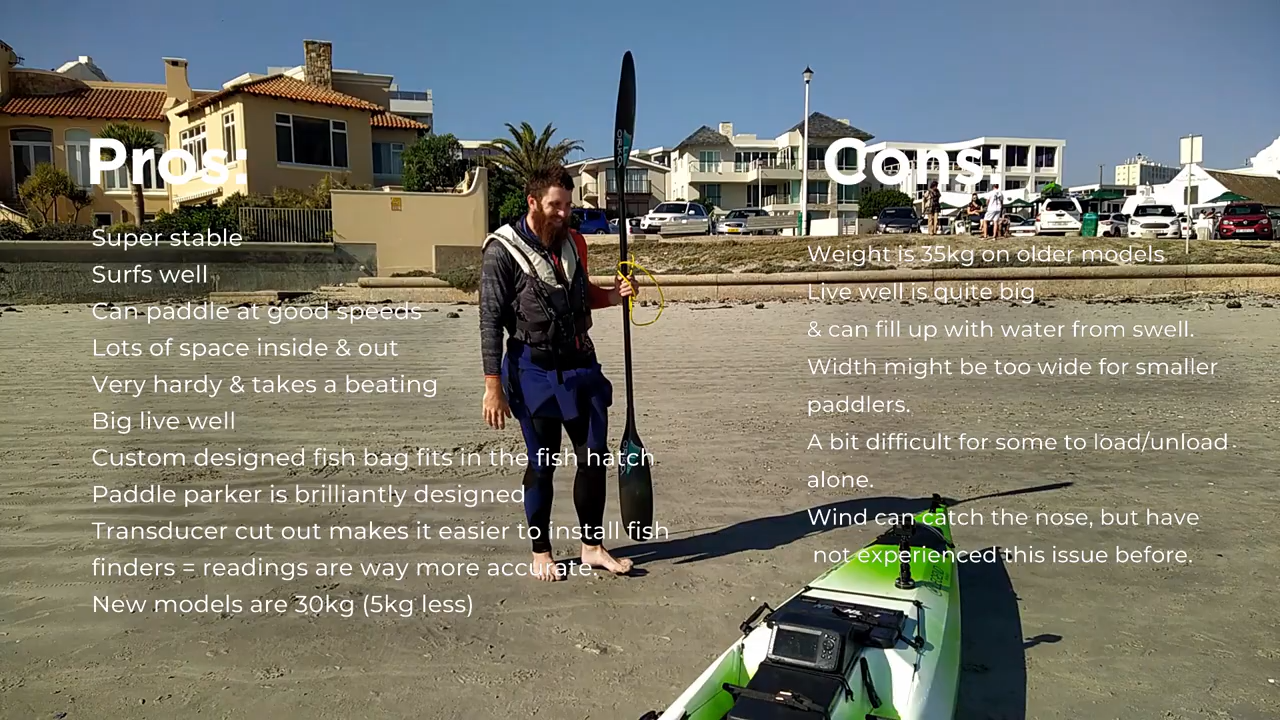 Pros:
Super stable
Surfs well
Can paddle at good speeds
Lots of space inside & out
Very hardy & takes a beating
Big live well
Custom designed fish bag fits in the fish hatch
Paddle parker is brilliantly designed
Transducer cut out makes it easier to install fish
finders = readings are way more accurate.
New models are 30kg (5kg less)
Cons:
Weight is 35kg on older models
Live well is quite big
& can fill up with water from swell.
Width might be too wide for smaller
paddlers.
A bit difficult for some to load/unload
alone.
Wind can catch the nose, but have
not experienced this issue before.